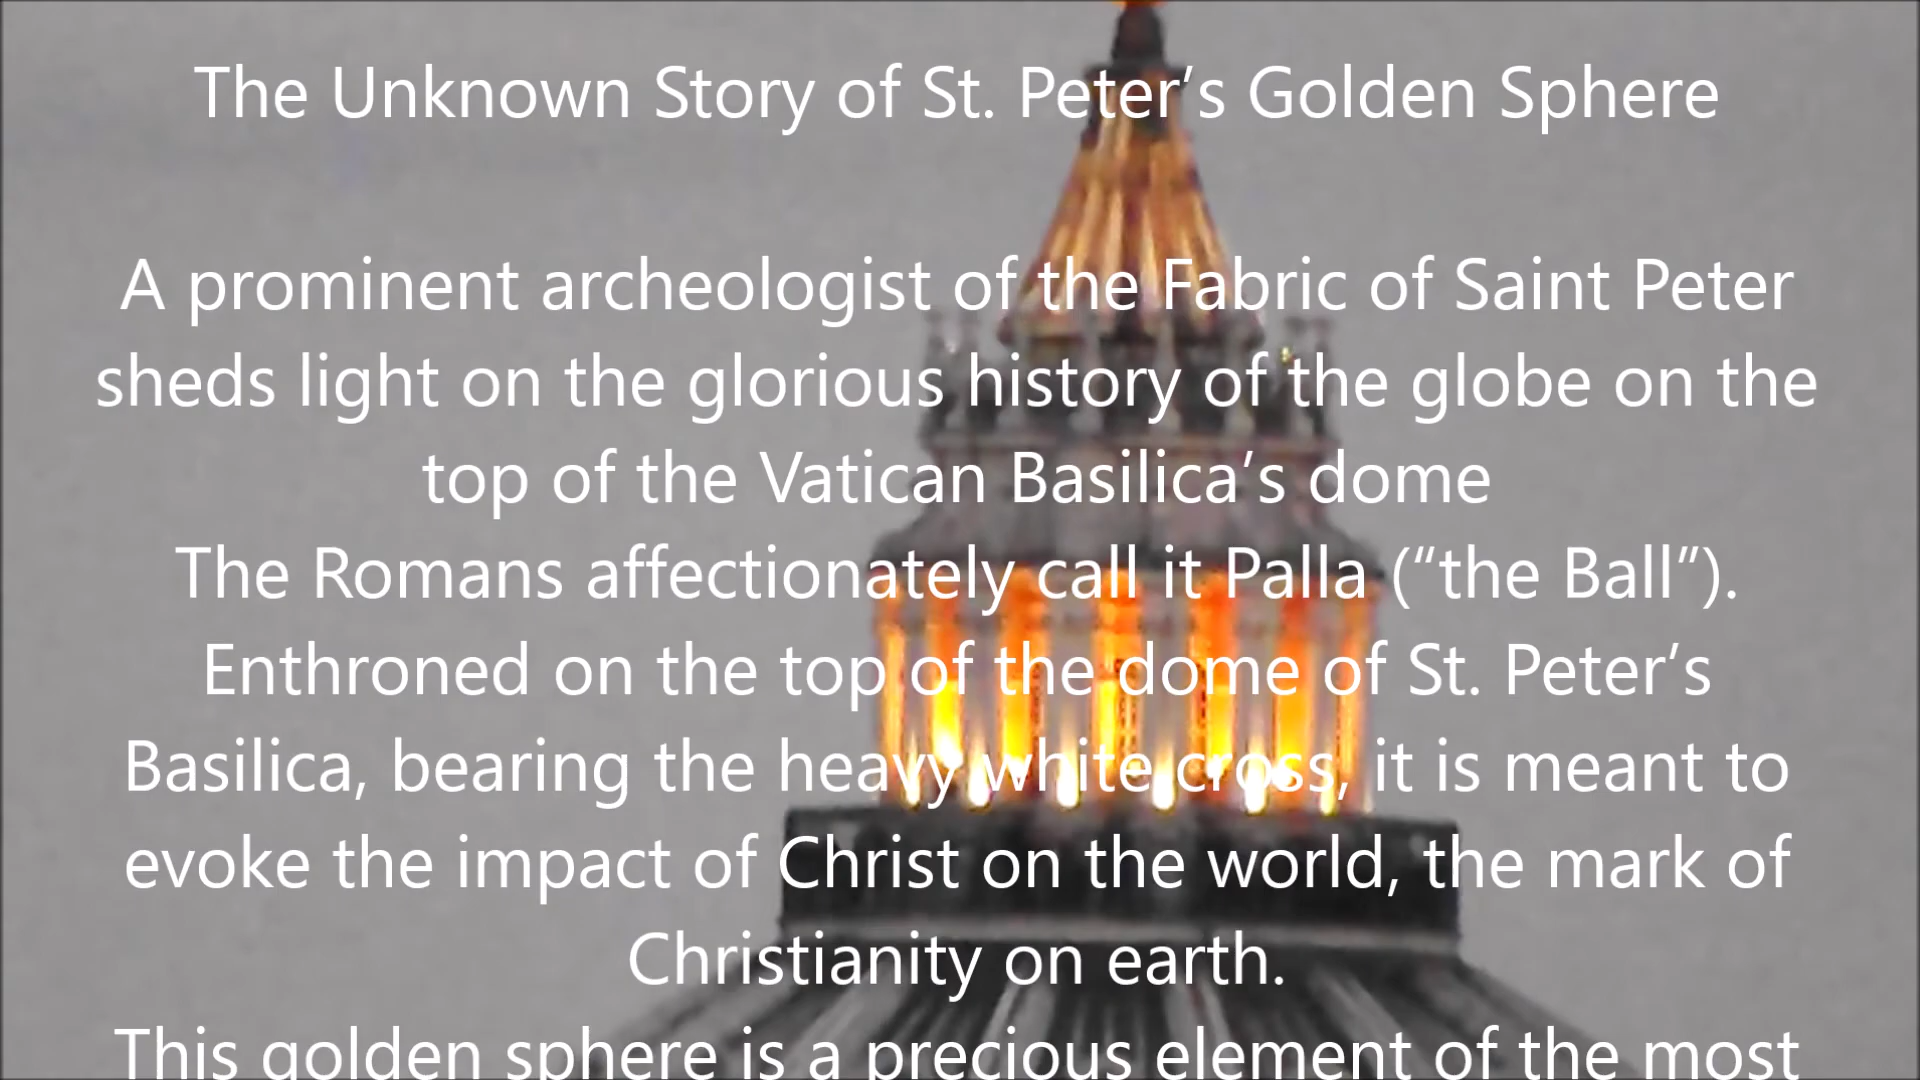 The Unknown Story of St. Peter’s Golden Sphere
A prominent archeologist of the Fabric of Saint Peter
sheds light on the glorious history of the globe on the
top of the Vatican Basilica’s dome
The Romans affectionately call it Palla (“the Ball”).
Enthroned on the top of the dome of St. Peter’s
Basilica, bearing the heavy white cross, it is meant to
evoke the impact of Christ on the world, the mark of
Christianity on earth.
This golden sphere is a precious element of the most